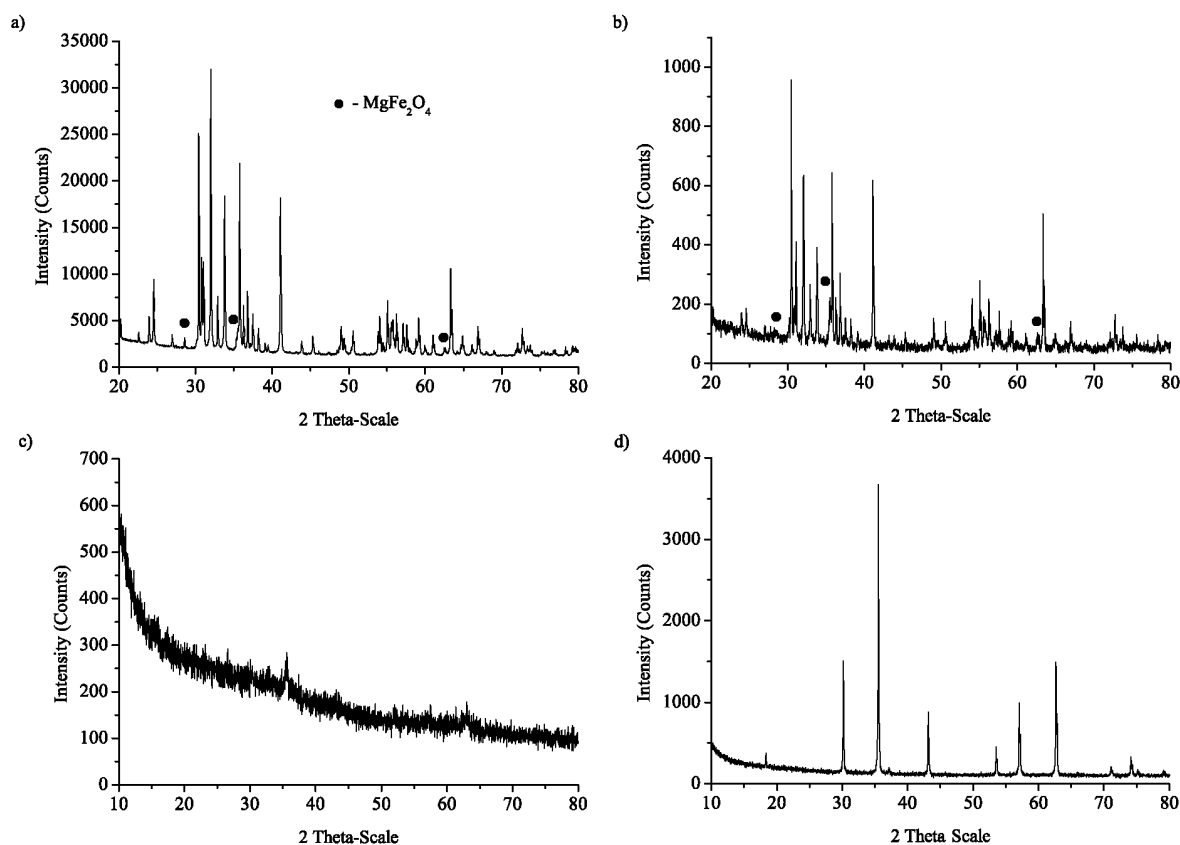 a)
35000
30000
25000
20000
15000
10000
5000
0
Intensity (Counts)
● - MgFe₂O₄
20 30 40 50 60 70 80
2 Theta-Scale
b)
1000
800
600
400
200
0
Intensity (Counts)
20 30 40 50 60 70 80
2 Theta-Scale
c)
700
600
500
400
300
200
100
0
Intensity (Counts)
10 20 30 40 50 60 70 80
2 Theta-Scale
d)
4000
3000
2000
1000
0
Intensity (Counts)
10 20 30 40 50 60 70 80
2 Theta Scale